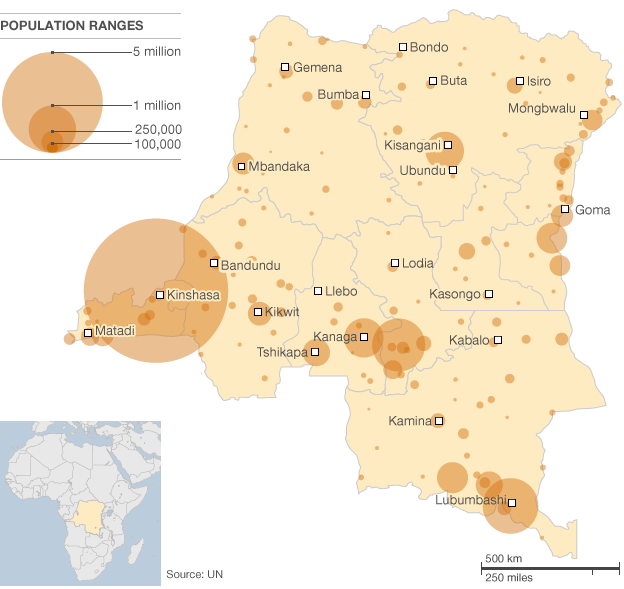 POPULATION RANGES
5 million
1 million
250,000
100,000
Bondo
Gemena
Buta
Isiro
Bumba
Mongbwalu
Kisangani
Mbandaka
Ubundu
Goma
Bandundu
Lodia
Kinshasa
Llebo
Kasongo
Kikwit
Matadi
Kanaga
Kabalo
Tshikapa
Kamina
Lubumbashi
500 km
250 miles
Source: UN